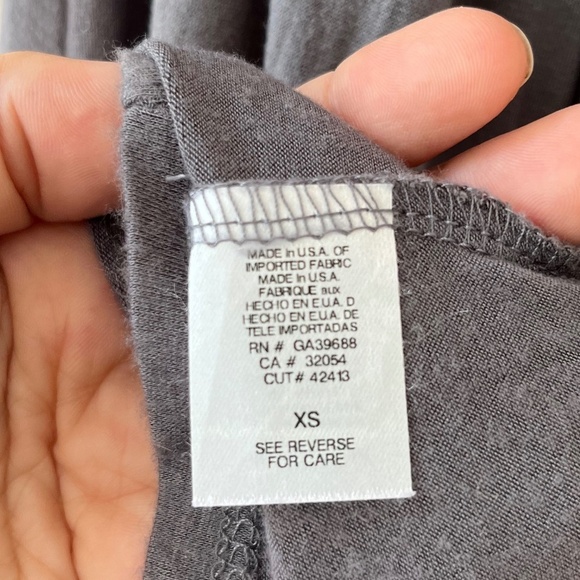 MADE In U.S.A. OF
IMPORTED FABRIC
MADE In U.S.A.
FABRIQUE aux
HECHO EN E.U.A. D
HECHO EN E.U.A. DE
TELE IMPORTADAS
RN # GA39688
CA # 32054
CUT# 42413
XS
SEE REVERSE
FOR CARE